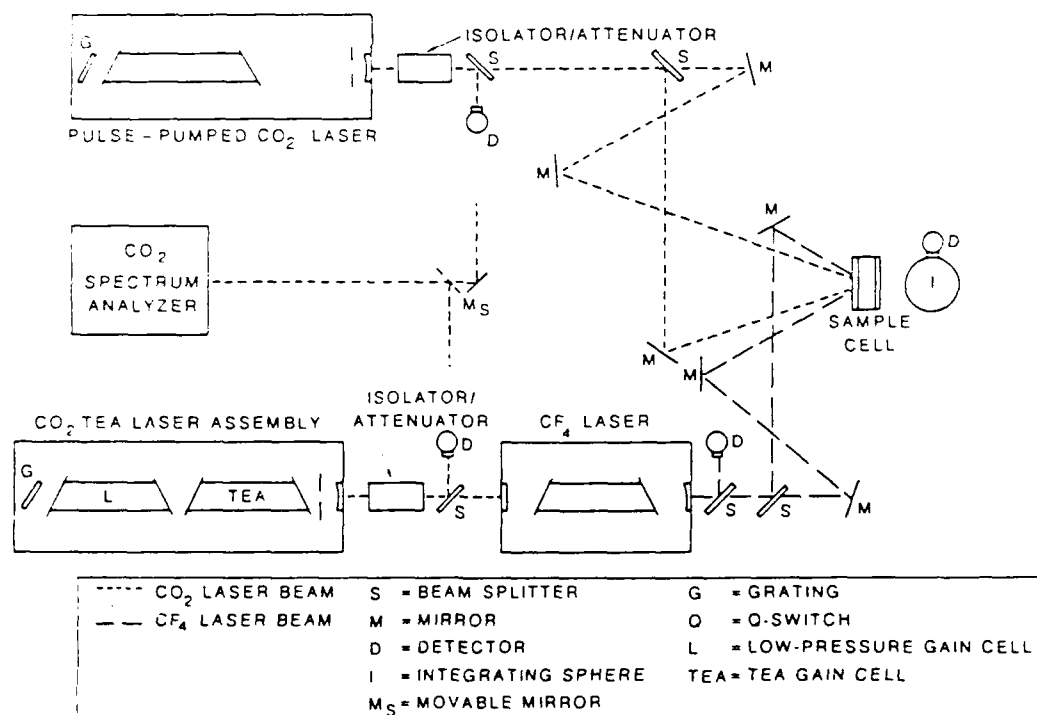 G
ISOLATOR/ATTENUATOR
S
S
M
D
PULSE-PUMPED CO2 LASER
M
M
D
CO2
SPECTRUM
ANALYZER
MS
I
SAMPLE
CELL
M
M
ISOLATOR/
ATTENUATOR
CO2 TEA LASER ASSEMBLY
CF4 LASER
D
D
G
L
TEA
S
S
S
M
CO2 LASER BEAM
CF4 LASER BEAM
S = BEAM SPLITTER
M = MIRROR
D = DETECTOR
I = INTEGRATING SPHERE
MS = MOVABLE MIRROR
G = GRATING
Q = Q-SWITCH
L = LOW-PRESSURE GAIN CELL
TEA = TEA GAIN CELL